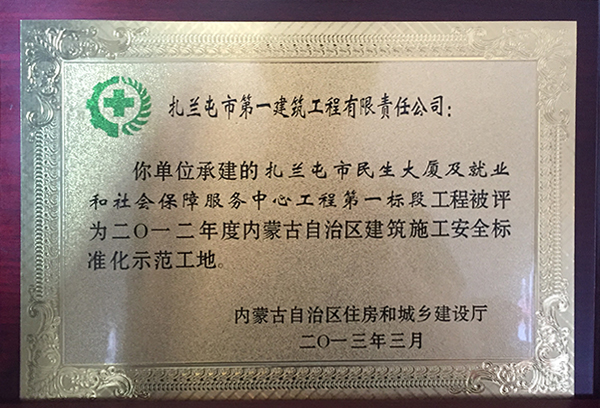 扎兰屯市第一建筑工程有限责任公司：
你单位承建的扎兰屯市民生大厦及就业
和社会保障服务中心工程第一标段工程被评
为二〇一二年度内蒙古自治区建筑施工安全标
准化示范工地。
内蒙古自治区住房和城乡建设厅
二〇一三年三月